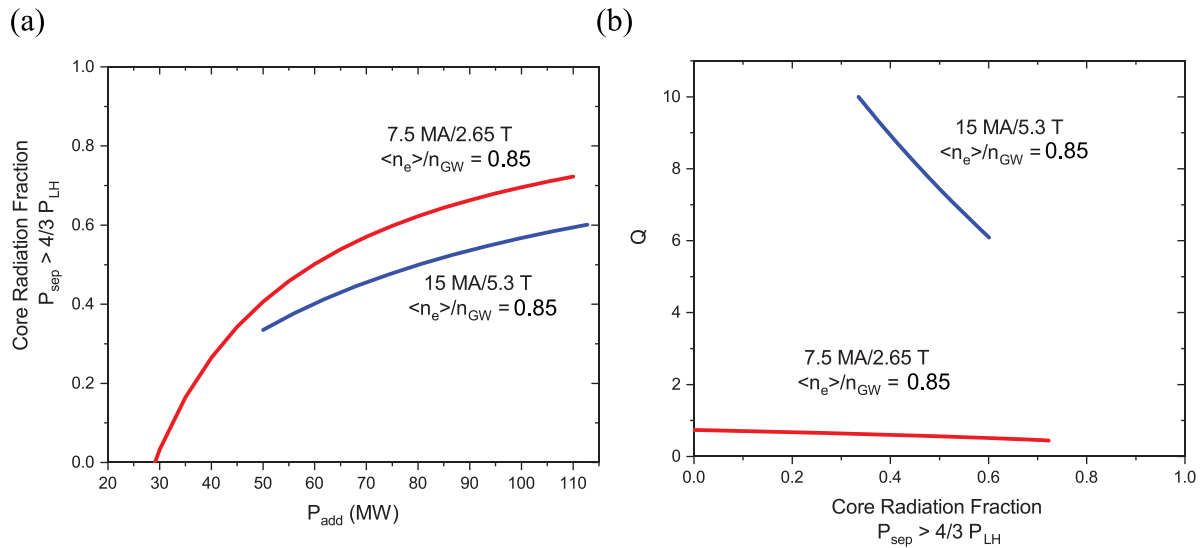 (a)
1.0
0.8
0.6
0.4
0.2
0.0
Core Radiation Fraction
P_sep > 4/3 P_LH
7.5 MA/2.65 T
<n_e>/n_GW = 0.85
15 MA/5.3 T
<n_e>/n_GW = 0.85
20 30 40 50 60 70 80 90 100 110
P_add (MW)
(b)
10
8
6
4
2
0
Q
15 MA/5.3 T
<n_e>/n_GW = 0.85
7.5 MA/2.65 T
<n_e>/n_GW = 0.85
0.0 0.2 0.4 0.6 0.8 1.0
Core Radiation Fraction
P_sep > 4/3 P_LH